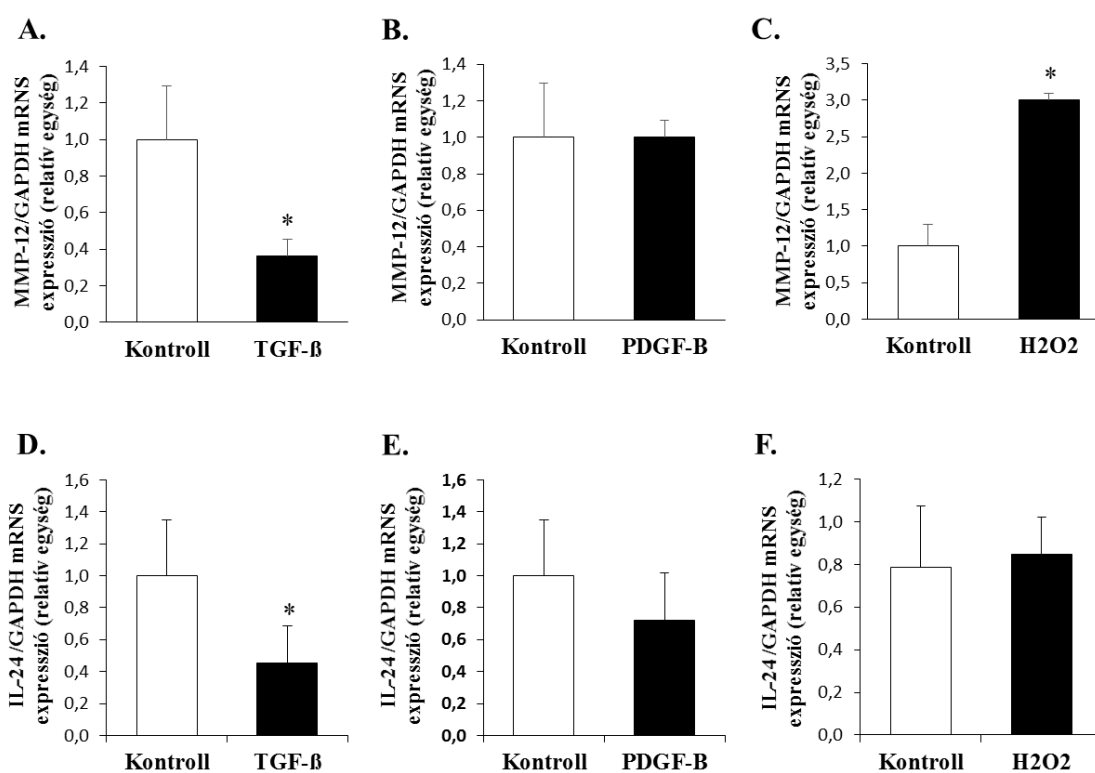 A.
MMP-12/GAPDH mRNS
expresszió (relatív egység)
1,4
1,2
1,0
0,8
0,6
0,4
0,2
0,0
*
Kontroll
TGF-ß
B.
MMP-12/GAPDH mRNS
expresszió (relatív egység)
1,4
1,2
1,0
0,8
0,6
0,4
0,2
0,0
Kontroll
PDGF-B
C.
MMP-12/GAPDH mRNS
expresszió (relatív egység)
3,5
3,0
2,5
2,0
1,5
1,0
0,5
0,0
*
Kontroll
H2O2
D.
IL-24 /GAPDH mRNS
expresszió (relatív egység)
1,6
1,4
1,2
1,0
0,8
0,6
0,4
0,2
0,0
*
Kontroll
TGF-ß
E.
IL-24 /GAPDH mRNS
expresszió (relatív egység)
1,6
1,4
1,2
1,0
0,8
0,6
0,4
0,2
0,0
Kontroll
PDGF-B
F.
IL-24 /GAPDH mRNS
expresszió (relatív egység)
1,2
1,0
0,8
0,6
0,4
0,2
0,0
Kontroll
H2O2